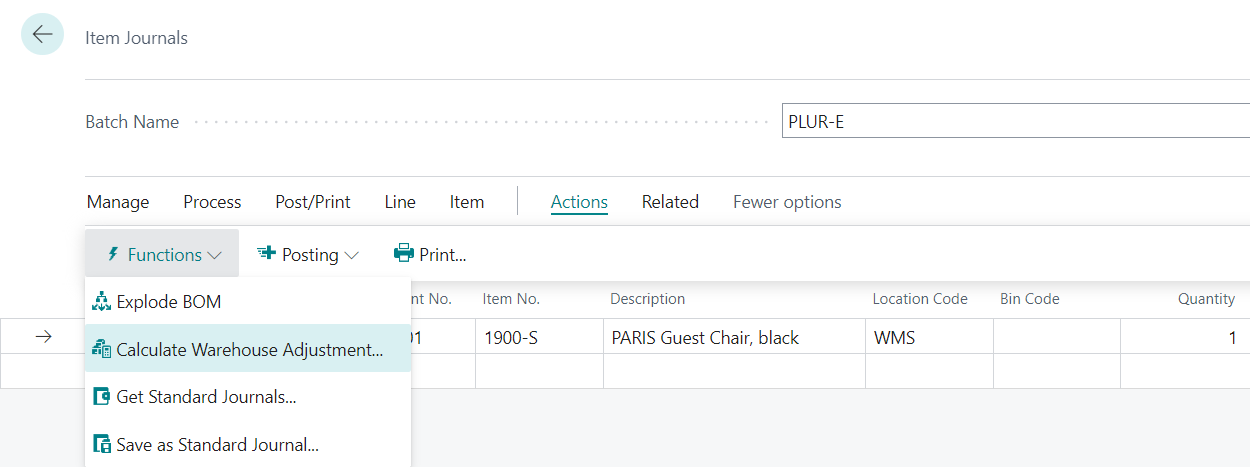 Item Journals
Batch Name PLUR-E
Manage Process Post/Print Line Item Actions Related Fewer options
Functions Posting Print...
Explode BOM
nt No. Item No. Description Location Code Bin Code Quantity
01 1900-S PARIS Guest Chair, black WMS 1
Calculate Warehouse Adjustment...
Get Standard Journals...
Save as Standard Journal...